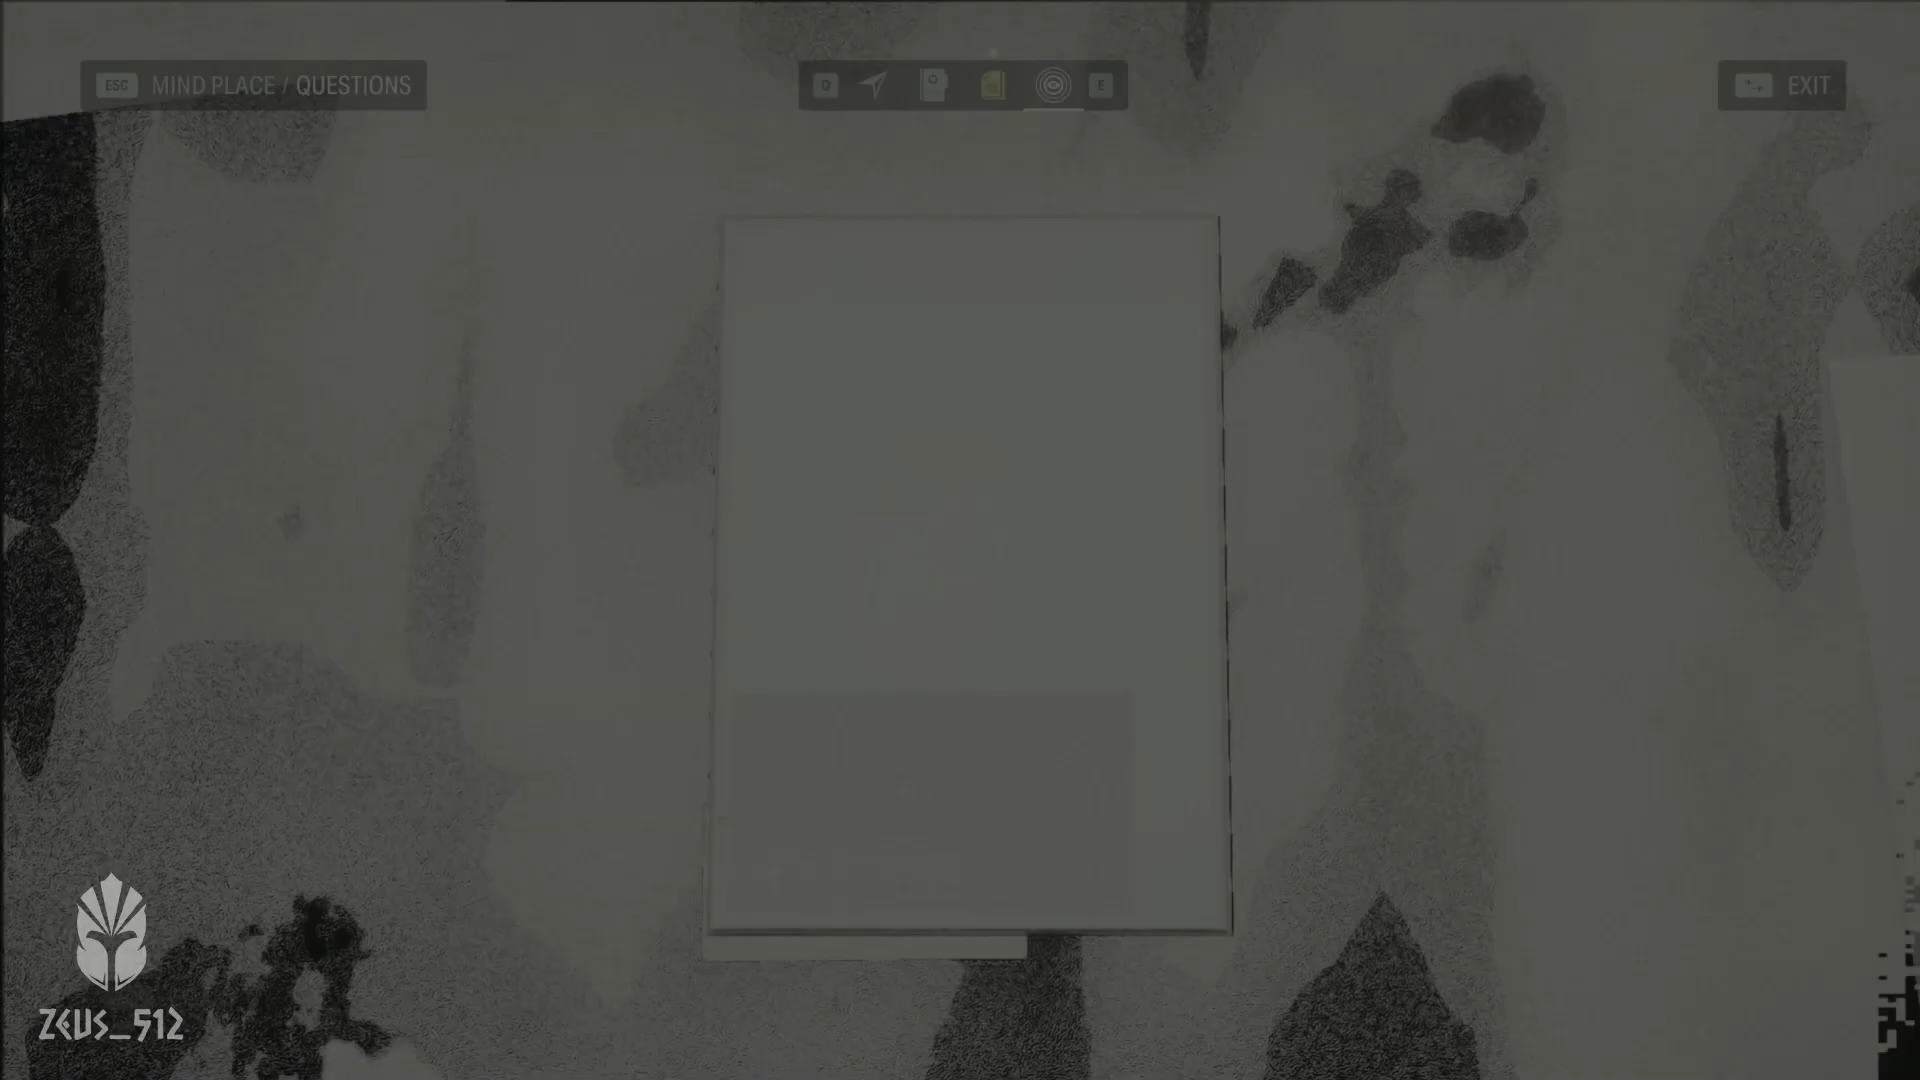 ESC MIND PLACE / QUESTIONS
Q E
EXIT
ZEUS_512